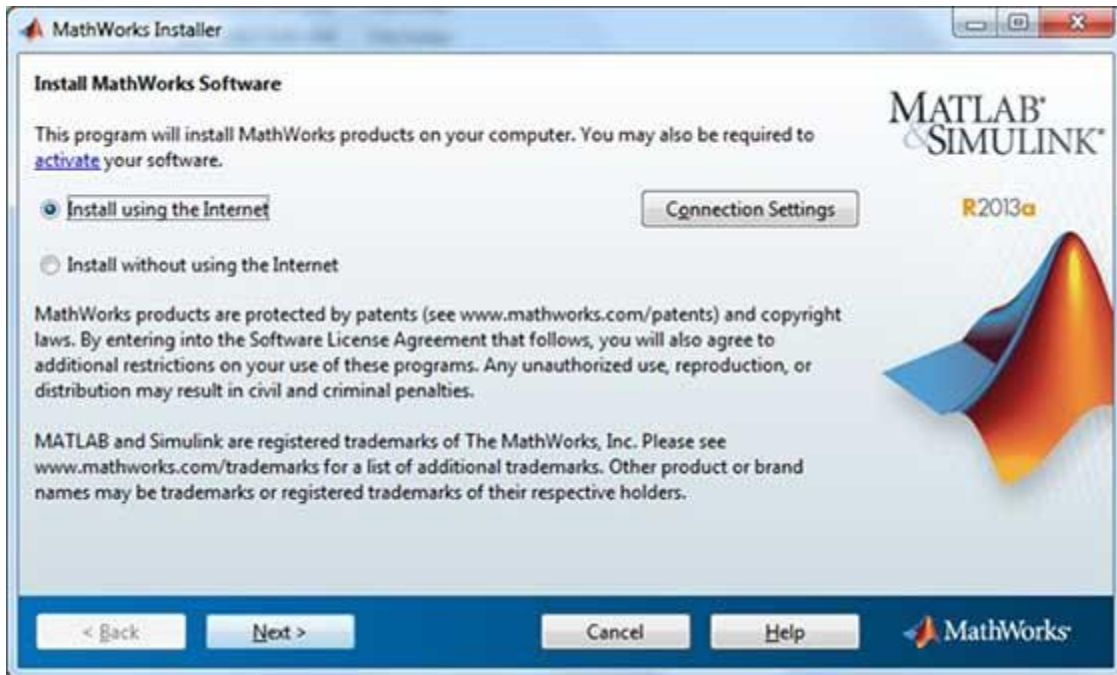 MathWorks Installer
Install MathWorks Software
This program will install MathWorks products on your computer. You may also be required to
activate your software.
Install using the Internet
Connection Settings
Install without using the Internet
MathWorks products are protected by patents (see www.mathworks.com/patents) and copyright
laws. By entering into the Software License Agreement that follows, you will also agree to
additional restrictions on your use of these programs. Any unauthorized use, reproduction, or
distribution may result in civil and criminal penalties.
MATLAB and Simulink are registered trademarks of The MathWorks, Inc. Please see
www.mathworks.com/trademarks for a list of additional trademarks. Other product or brand
names may be trademarks or registered trademarks of their respective holders.
MATLAB®
&SIMULINK®
R2013a
< Back
Next >
Cancel
Help
MathWorks®